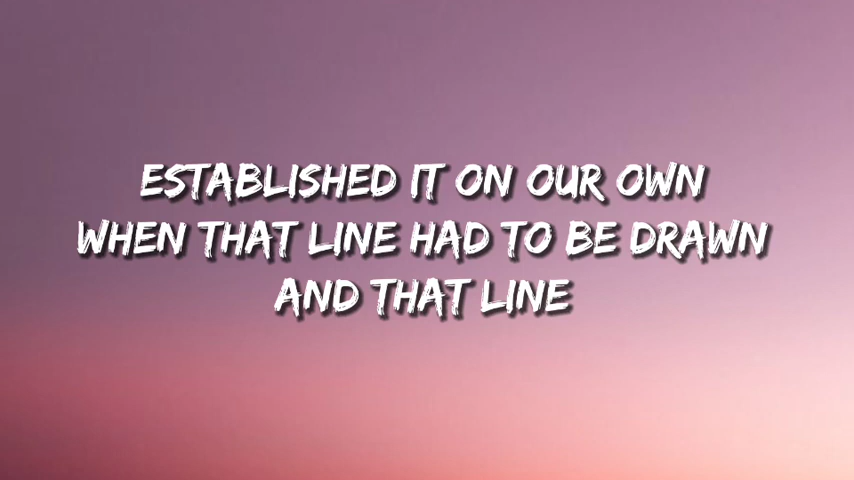 ESTABLISHED IT ON OUR OWN
WHEN THAT LINE HAD TO BE DRAWN
AND THAT LINE